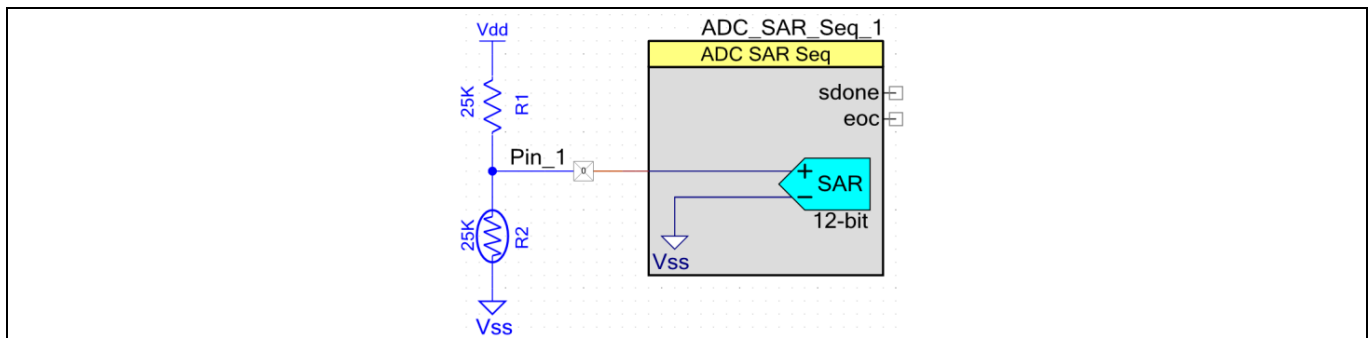 Vdd
ADC_SAR_Seq_1
ADC SAR Seq
25K
R1
sdone
eoc
Pin_1
+
SAR
−
12-bit
25K
R2
Vss
Vss